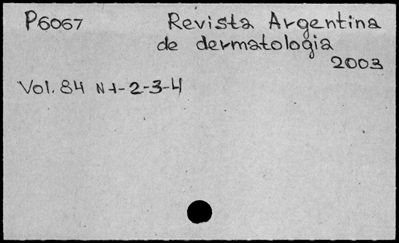 P6067 Revista Argentina
de dermatologia
2003
Vol. 84 N-1-2-3-4